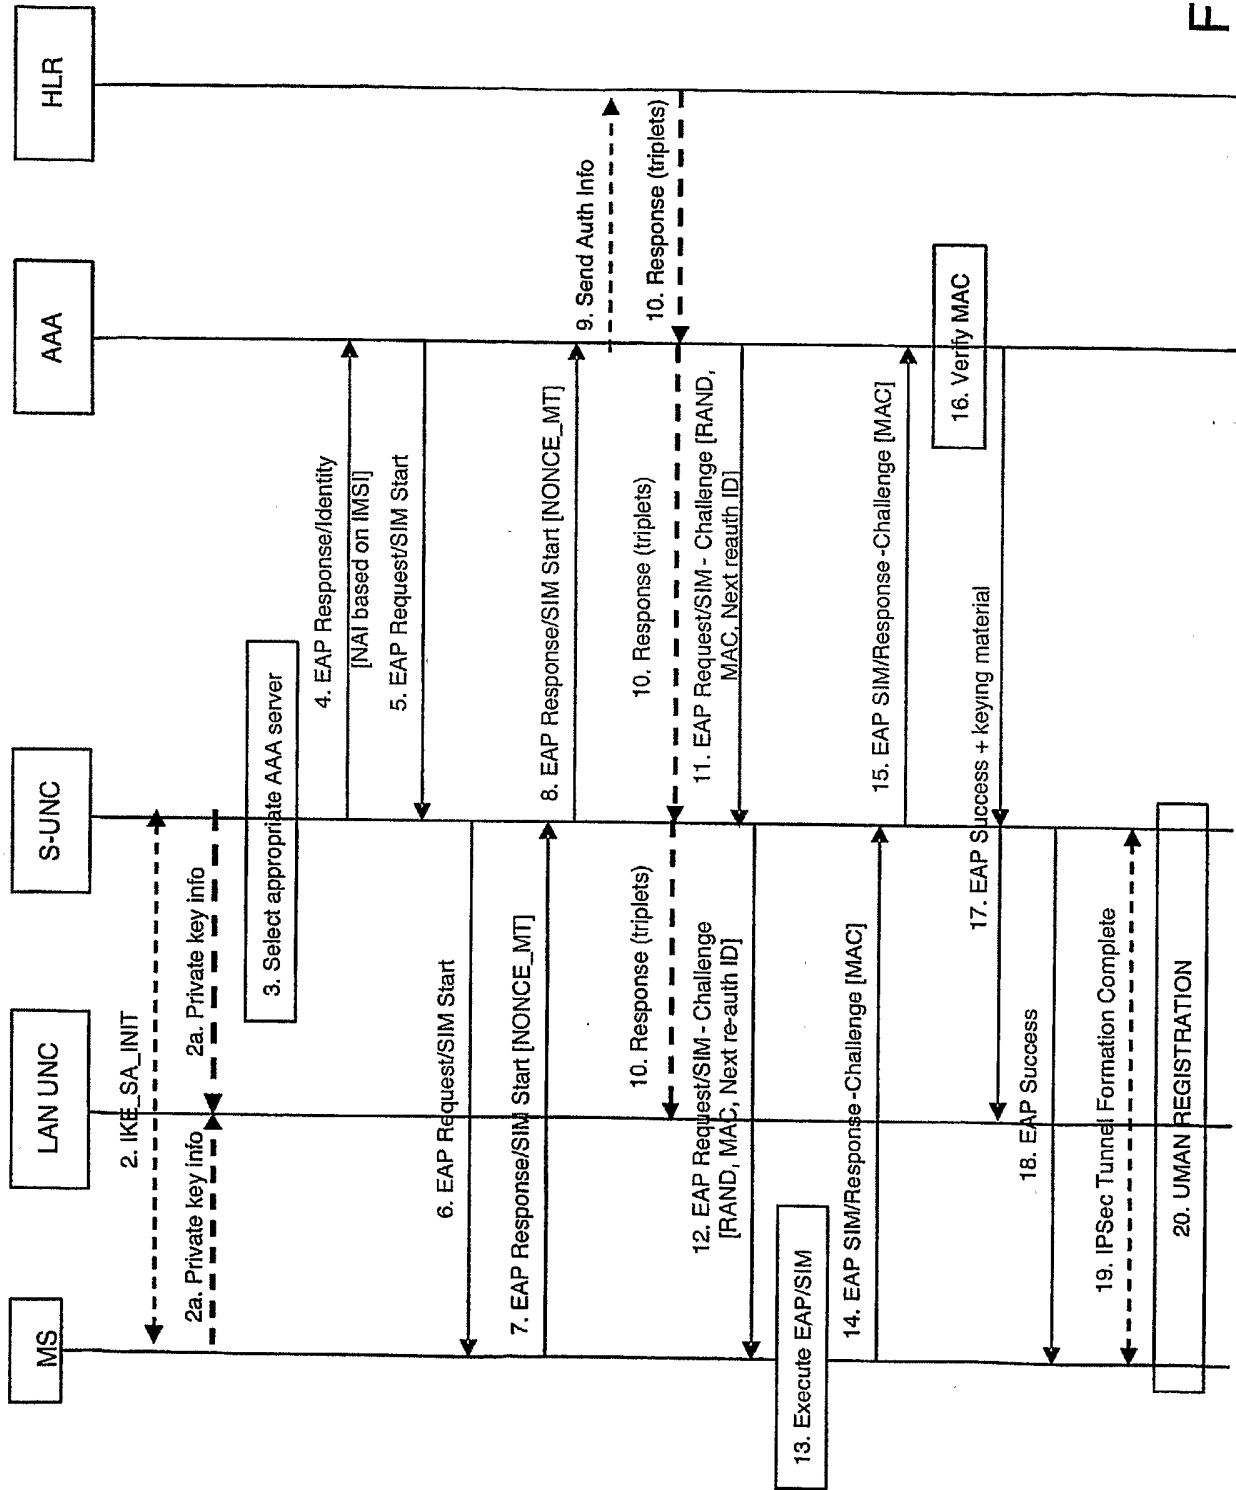 MS
LAN UNC
S-UNC
AAA
HLR
2. IKE_SA_INIT
2a. Private key info
2a. Private key info
3. Select appropriate AAA server
4. EAP Response/Identity
[NAI based on IMSI]
5. EAP Request/SIM Start
6. EAP Request/SIM Start
7. EAP Response/SIM Start [NONCE_MT]
8. EAP Response/SIM Start [NONCE_MT]
9. Send Auth Info
10. Response (triplets)
10. Response (triplets)
10. Response (triplets)
11. EAP Request/SIM - Challenge [RAND,
MAC, Next reauth ID]
12. EAP Request/SIM - Challenge
[RAND, MAC, Next re-auth ID]
13. Execute EAP/SIM
14. EAP SIM/Response-Challenge [MAC]
15. EAP SIM/Response-Challenge [MAC]
16. Verify MAC
17. EAP Success + keying material
18. EAP Success
19. IPSec Tunnel Formation Complete
20. UMAN REGISTRATION
F